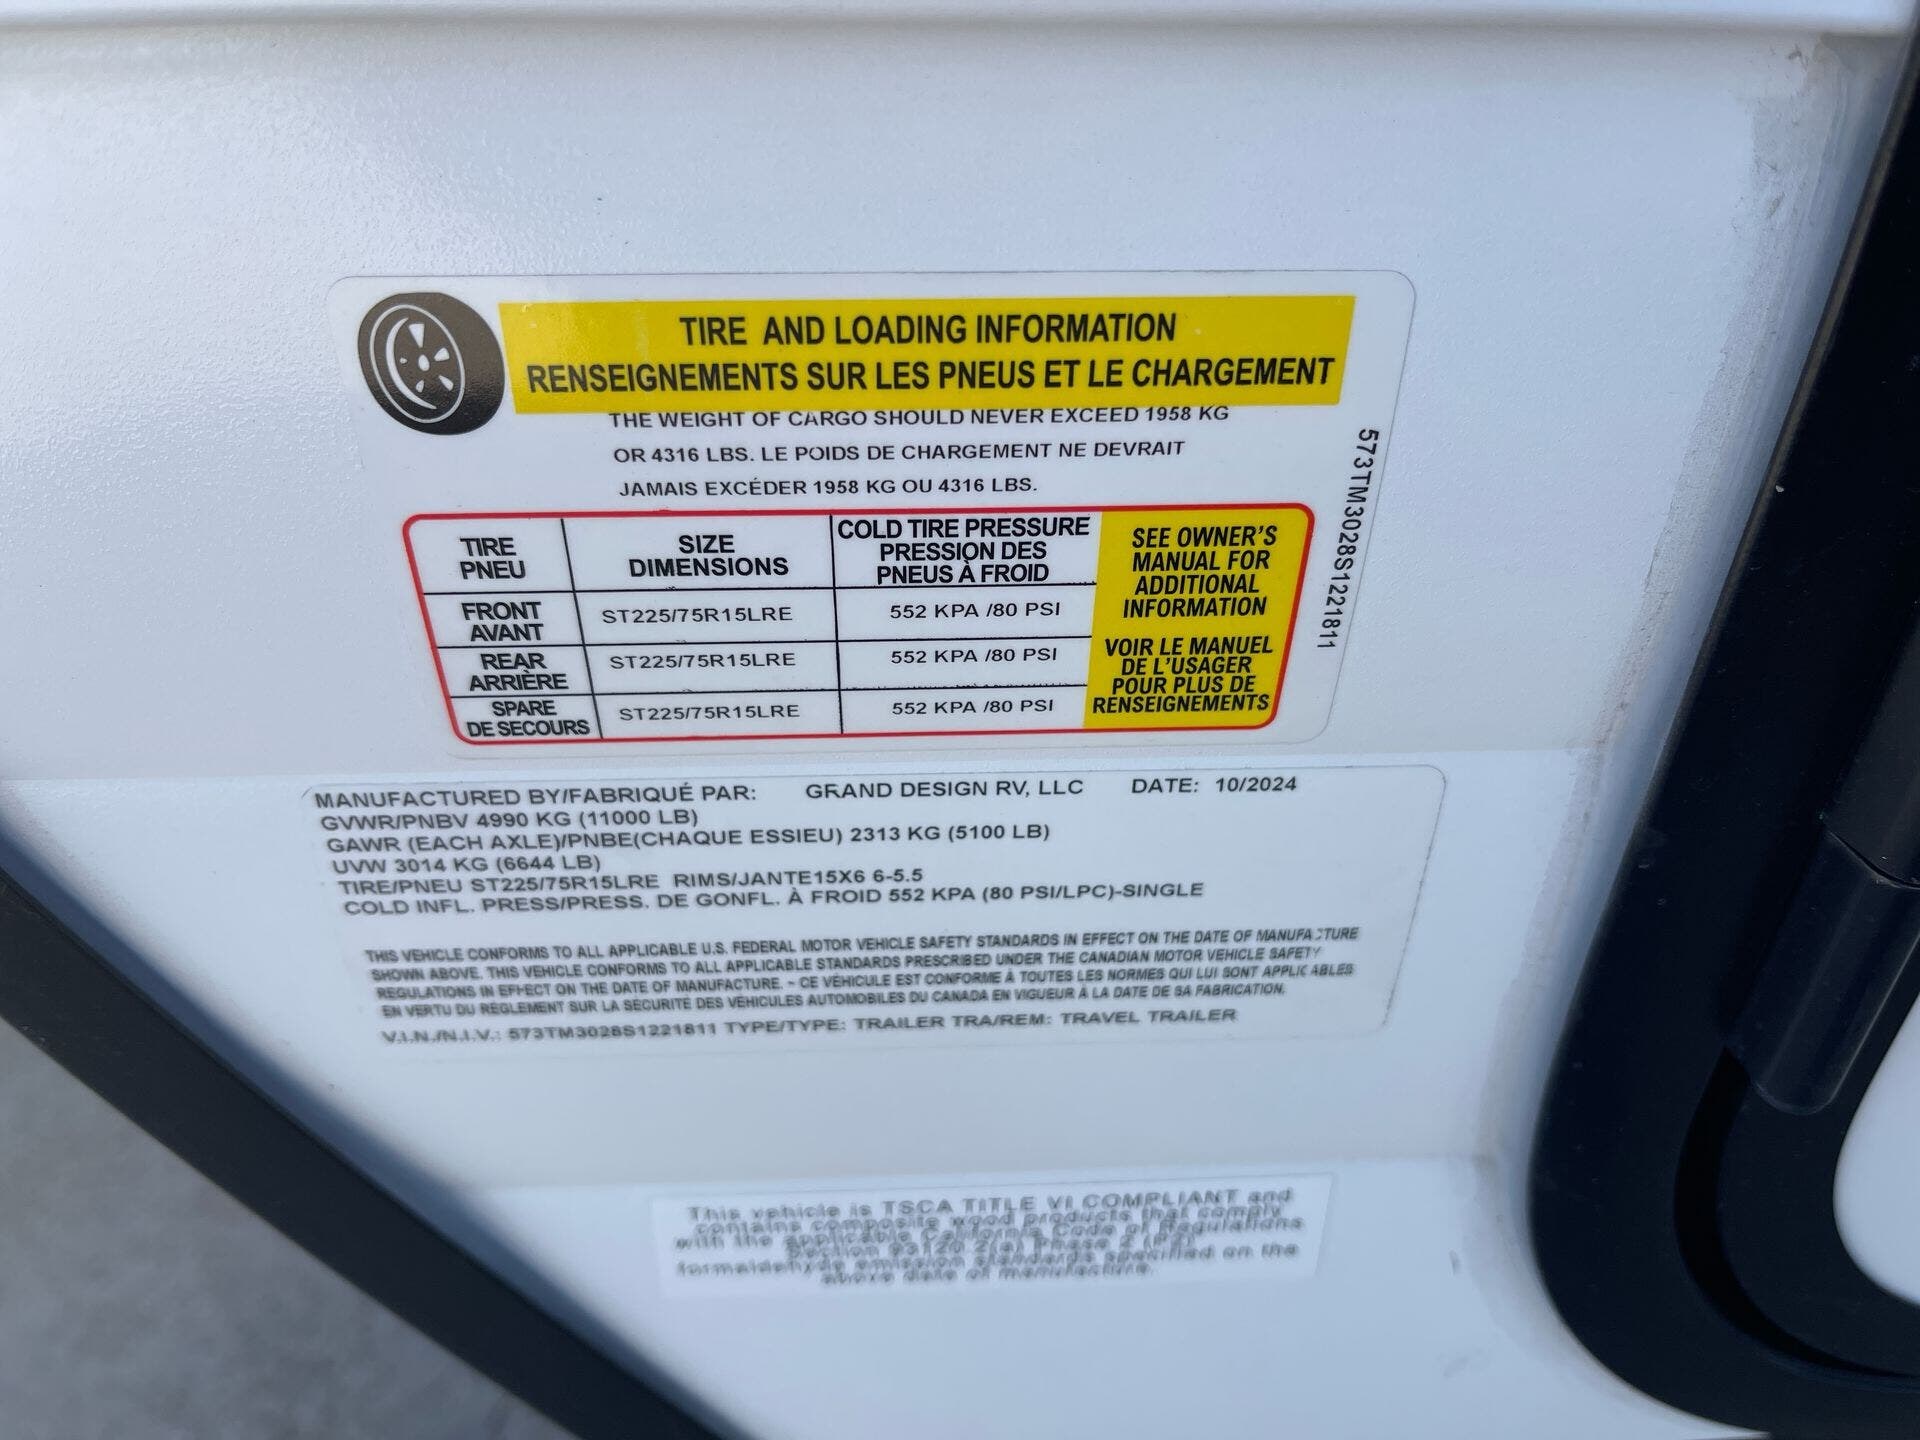 TIRE AND LOADING INFORMATION
RENSEIGNEMENTS SUR LES PNEUS ET LE CHARGEMENT
THE WEIGHT OF CARGO SHOULD NEVER EXCEED 1958 KG
OR 4316 LBS. LE POIDS DE CHARGEMENT NE DEVRAIT
JAMAIS EXCÉDER 1958 KG OU 4316 LBS.
TIRE
PNEU
SIZE
DIMENSIONS
COLD TIRE PRESSURE
PRESSION DES
PNEUS À FROID
FRONT
AVANT
ST225/75R15LRE
552 KPA /80 PSI
REAR
ARRIÈRE
ST225/75R15LRE
552 KPA /80 PSI
SPARE
DE SECOURS
ST225/75R15LRE
552 KPA /80 PSI
SEE OWNER'S
MANUAL FOR
ADDITIONAL
INFORMATION
VOIR LE MANUEL
DE L'USAGER
POUR PLUS DE
RENSEIGNEMENTS
573TM3028S1221811
MANUFACTURED BY/FABRIQUÉ PAR: GRAND DESIGN RV, LLC DATE: 10/2024
GVWR/PNBV 4990 KG (11000 LB)
GAWR (EACH AXLE)/PNBE(CHAQUE ESSIEU) 2313 KG (5100 LB)
UVW 3014 KG (6644 LB)
TIRE/PNEU ST225/75R15LRE RIMS/JANTE15X6 6-5.5
COLD INFL. PRESS/PRESS. DE GONFL. À FROID 552 KPA (80 PSI/LPC)-SINGLE
THIS VEHICLE CONFORMS TO ALL APPLICABLE U.S. FEDERAL MOTOR VEHICLE SAFETY STANDARDS IN EFFECT ON THE DATE OF MANUFACTURE
SHOWN ABOVE. THIS VEHICLE CONFORMS TO ALL APPLICABLE STANDARDS PRESCRIBED UNDER THE CANADIAN MOTOR VEHICLE SAFETY
REGULATIONS IN EFFECT ON THE DATE OF MANUFACTURE. - CE VÉHICULE EST CONFORME À TOUTES LES NORMES QUI LUI SONT APPLICABLES
EN VERTU DU RÈGLEMENT SUR LA SÉCURITÉ DES VÉHICULES AUTOMOBILES DU CANADA EN VIGUEUR À LA DATE DE SA FABRICATION.
V.I.N./N.I.V.: 573TM3028S1221811 TYPE/TYPE: TRAILER TRA/REM: TRAVEL TRAILER
This vehicle is TSCA TITLE VI COMPLIANT and
contains composite wood products that comply
with the applicable California Code of Regulations
Section 93120.2(a) Phase 2 (P2)
formaldehyde emission standards specified on the
above date of manufacture.